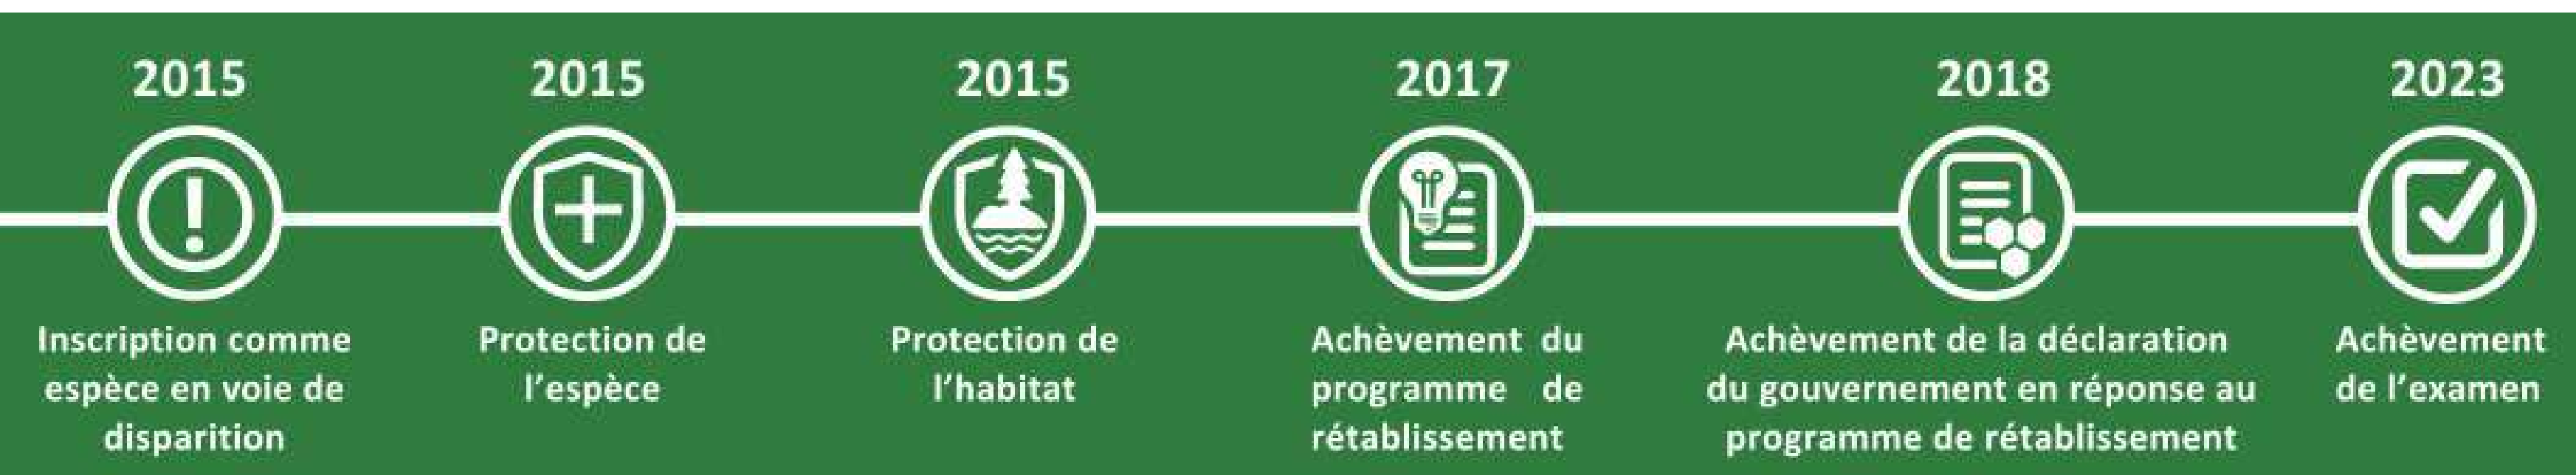 2015
Inscription comme
espèce en voie de
disparition
2015
Protection de
l’espèce
2015
Protection de
l’habitat
2017
Achèvement du
programme de
rétablissement
2018
Achèvement de la déclaration
du gouvernement en réponse au
programme de rétablissement
2023
Achèvement
de l’examen